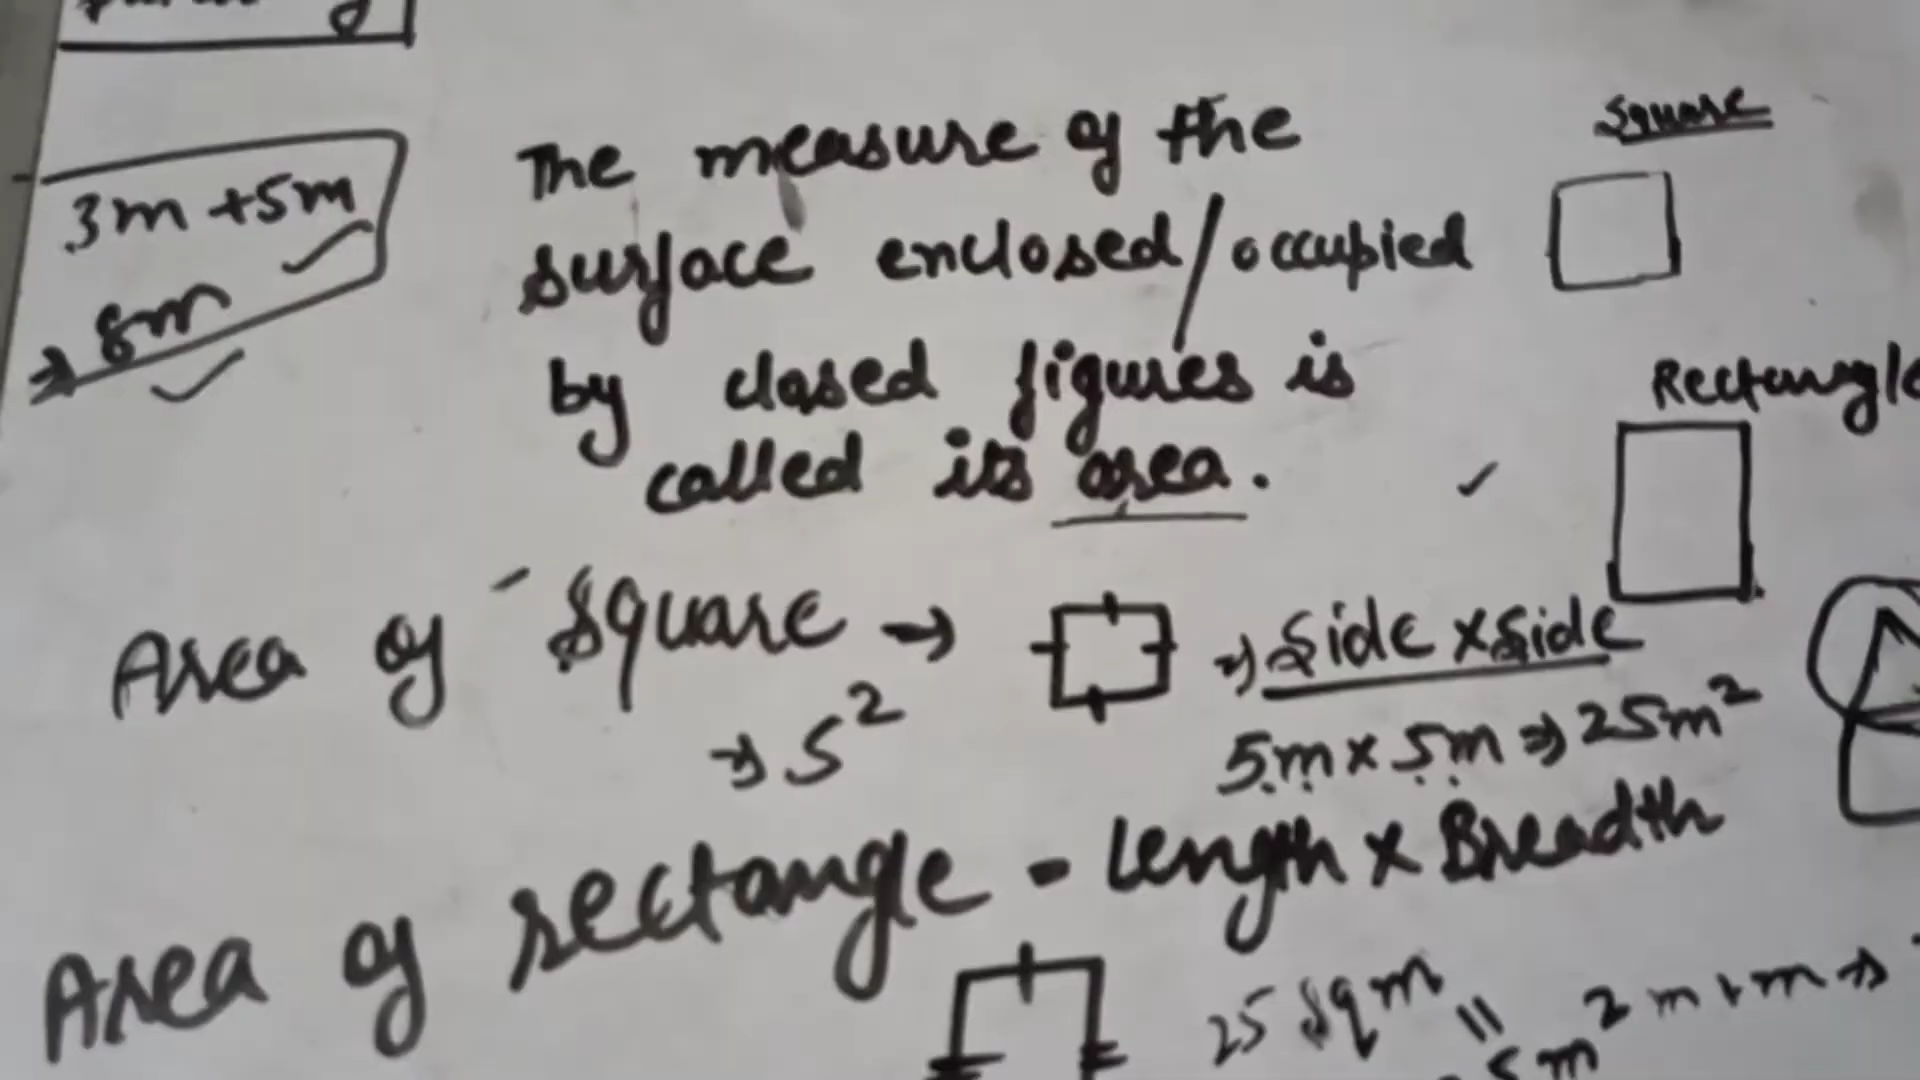 3m + 5m
⇒ 8m
The measure of the
surface enclosed/occupied
by closed figures is
called its area.
Square
Rectangle
Area of Square → ⇒ Side × Side
⇒ S²
5m × 5m ⇒ 25m²
Area of rectangle - Length × Breadth
25 sqm